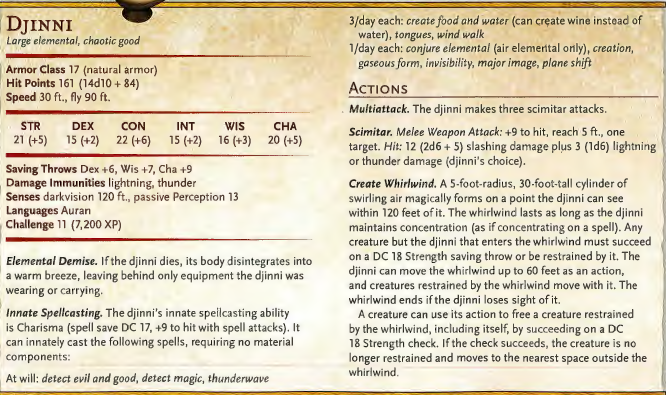 DJINNI
Large elemental, chaotic good
Armor Class 17 (natural armor)
Hit Points 161 (14d10 + 84)
Speed 30 ft., fly 90 ft.
STR DEX CON INT WIS CHA
21 (+5) 15 (+2) 22 (+6) 15 (+2) 16 (+3) 20 (+5)
Saving Throws Dex +6, Wis +7, Cha +9
Damage Immunities lightning, thunder
Senses darkvision 120 ft., passive Perception 13
Languages Auran
Challenge 11 (7,200 XP)
Elemental Demise. If the djinni dies, its body disintegrates into
a warm breeze, leaving behind only equipment the djinni was
wearing or carrying.
Innate Spellcasting. The djinni's innate spellcasting ability
is Charisma (spell save DC 17, +9 to hit with spell attacks). It
can innately cast the following spells, requiring no material
components:
At will: detect evil and good, detect magic, thunderwave
3/day each: create food and water (can create wine instead of
water), tongues, wind walk
1/day each: conjure elemental (air elemental only), creation,
gaseous form, invisibility, major image, plane shift
ACTIONS
Multiattack. The djinni makes three scimitar attacks.
Scimitar. Melee Weapon Attack: +9 to hit, reach 5 ft., one
target. Hit: 12 (2d6 + 5) slashing damage plus 3 (1d6) lightning
or thunder damage (djinni's choice).
Create Whirlwind. A 5-foot-radius, 30-foot-tall cylinder of
swirling air magically forms on a point the djinni can see
within 120 feet of it. The whirlwind lasts as long as the djinni
maintains concentration (as if concentrating on a spell). Any
creature but the djinni that enters the whirlwind must succeed
on a DC 18 Strength saving throw or be restrained by it. The
djinni can move the whirlwind up to 60 feet as an action,
and creatures restrained by the whirlwind move with it. The
whirlwind ends if the djinni loses sight of it.
A creature can use its action to free a creature restrained
by the whirlwind, including itself, by succeeding on a DC
18 Strength check. If the check succeeds, the creature is no
longer restrained and moves to the nearest space outside the
whirlwind.